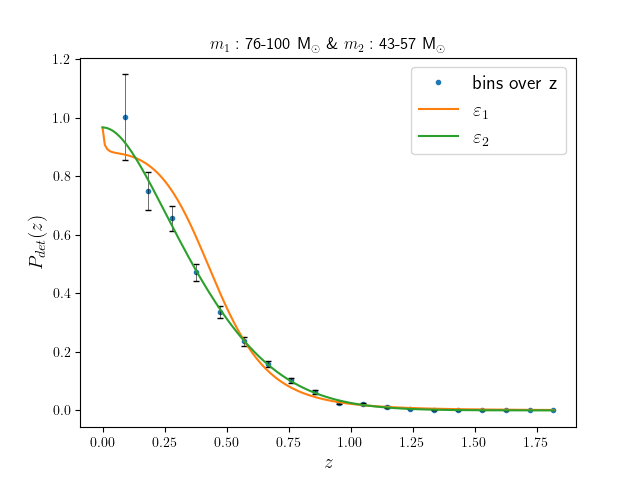 m₁ : 76-100 M⊙ & m₂ : 43-57 M⊙
1.2
1.0
0.8
0.6
0.4
0.2
0.0
P_det(z)
bins over z
ε₁
ε₂
0.00 0.25 0.50 0.75 1.00 1.25 1.50 1.75
z